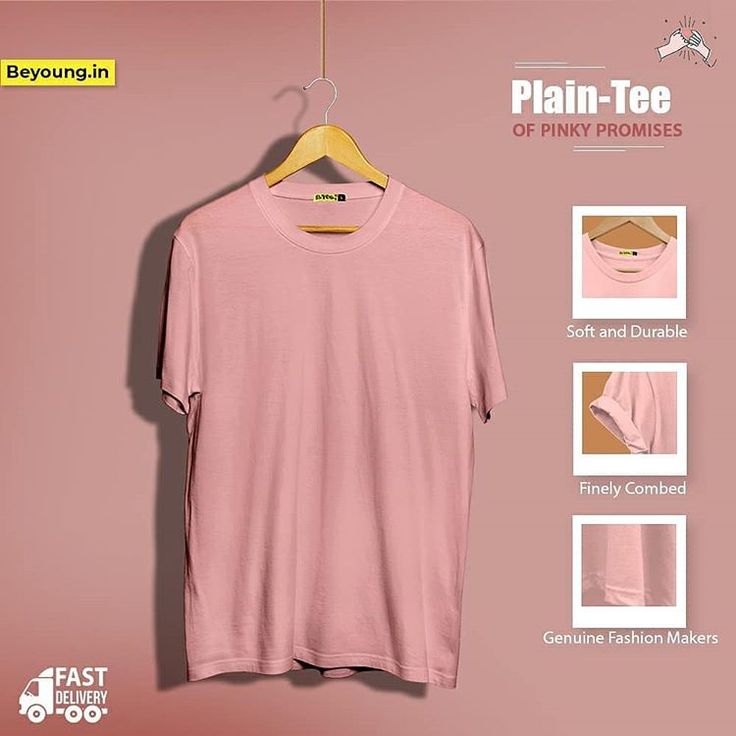 Beyoung.in
Plain-Tee
OF PINKY PROMISES
Soft and Durable
Finely Combed
Genuine Fashion Makers
FAST
DELIVERY